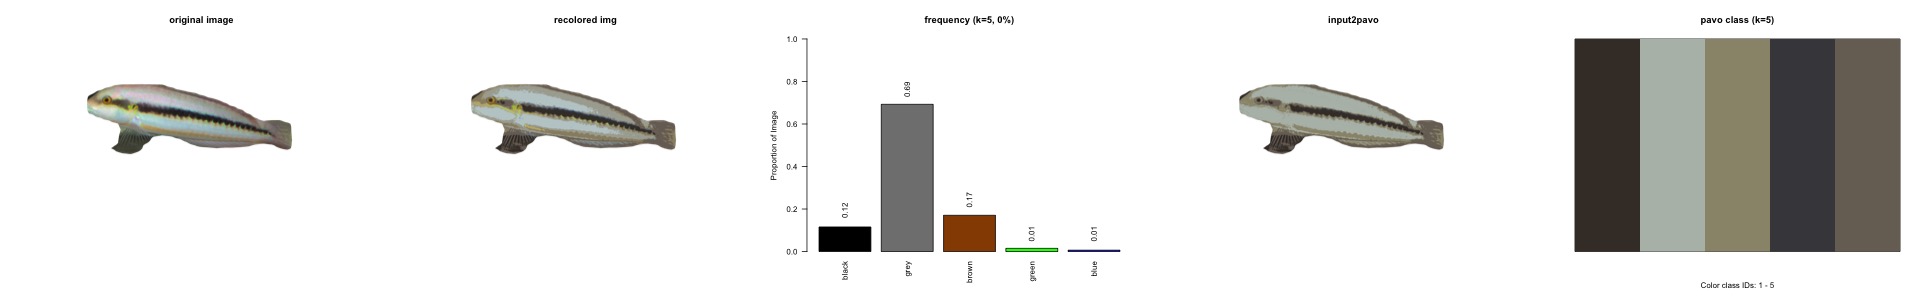 original image
recolored img
frequency (k=5, 0%)
input2pavo
pavo class (k=5)
Proportion of Image
1.0
0.8
0.6
0.4
0.2
0.0
0.12
0.69
0.17
0.01
0.01
black
grey
brown
green
blue
Color class IDs: 1 - 5